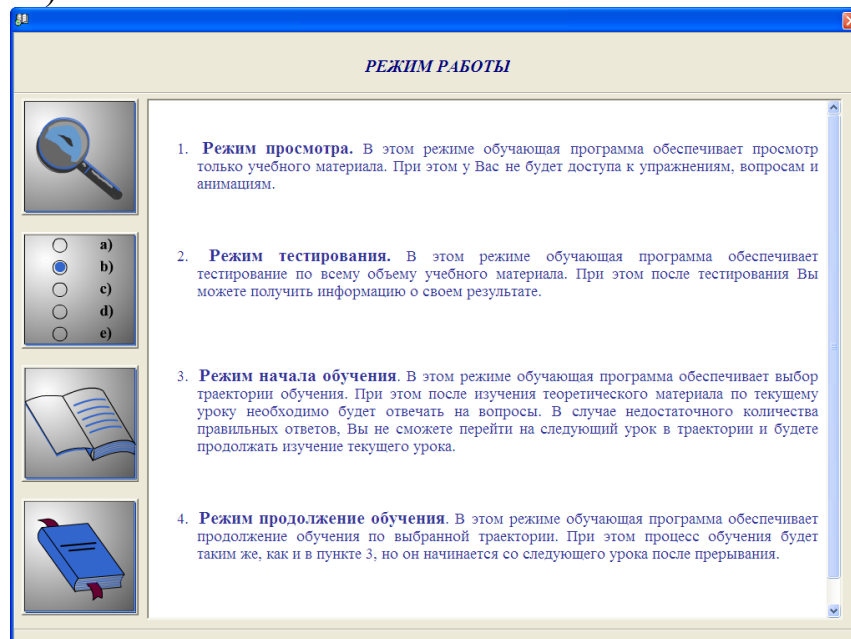 )
РЕЖИМ РАБОТЫ
1. Режим просмотра. В этом режиме обучающая программа обеспечивает просмотр
только учебного материала. При этом у Вас не будет доступа к упражнениям, вопросам и
анимациям.
a)
b)
c)
d)
e)
2. Режим тестирования. В этом режиме обучающая программа обеспечивает
тестирование по всему объему учебного материала. При этом после тестирования Вы
можете получить информацию о своем результате.
3. Режим начала обучения. В этом режиме обучающая программа обеспечивает выбор
траектории обучения. При этом после изучения теоретического материала по текущему
уроку необходимо будет отвечать на вопросы. В случае недостаточного количества
правильных ответов, Вы не сможете перейти на следующий урок в траектории и будете
продолжать изучение текущего урока.
4. Режим продолжение обучения. В этом режиме обучающая программа обеспечивает
продолжение обучения по выбранной траектории. При этом процесс обучения будет
таким же, как и в пункте 3, но он начинается со следующего урока после прерывания.